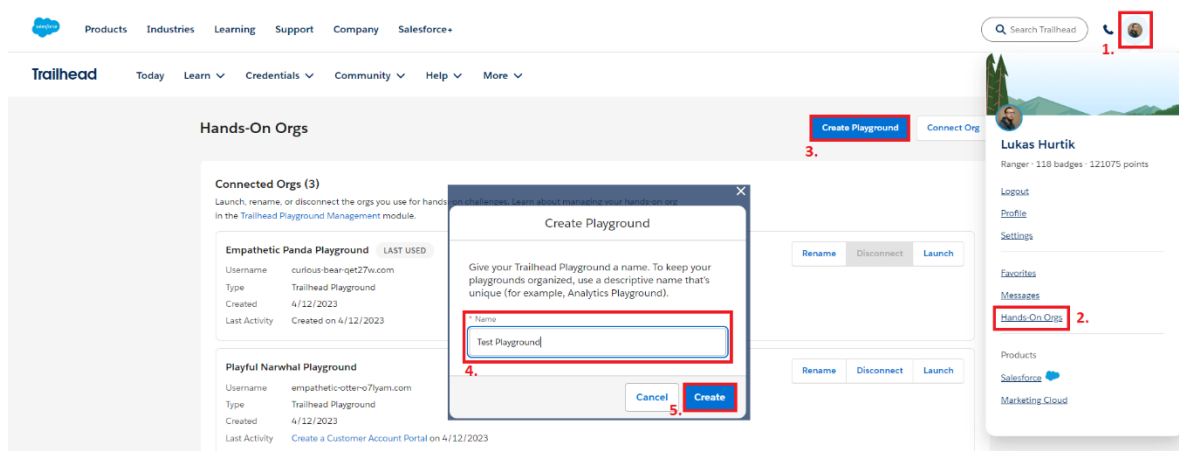 salesforce
Products Industries Learning Support Company Salesforce+
Search Trailhead
1.
Trailhead
Today Learn Credentials Community Help More
Hands-On Orgs
Create Playground Connect Org
3.
Connected Orgs (3)
Launch, rename, or disconnect the orgs you use for hands-on challenges. Learn about managing your hands-on org
in the Trailhead Playground Management module.
Empathetic Panda Playground LAST USED
Username curious-bear-qet27w.com
Type Trailhead Playground
Created 4/12/2023
Last Activity Created on 4/12/2023
Rename Disconnect Launch
Playful Narwhal Playground
Username empathetic-otter-o7lyam.com
Type Trailhead Playground
Created 4/12/2023
Last Activity Create a Customer Account Portal on 4/12/2023
Rename Disconnect Launch
Create Playground
Give your Trailhead Playground a name. To keep your
playgrounds organized, use a descriptive name that's
unique (for example, Analytics Playground).
* Name
Test Playground
4.
Cancel Create
5.
Lukas Hurtik
Ranger · 118 badges · 121075 points
Logout
Profile
Settings
Favorites
Messages
Hands-On Orgs 2.
Products
Salesforce
Marketing Cloud